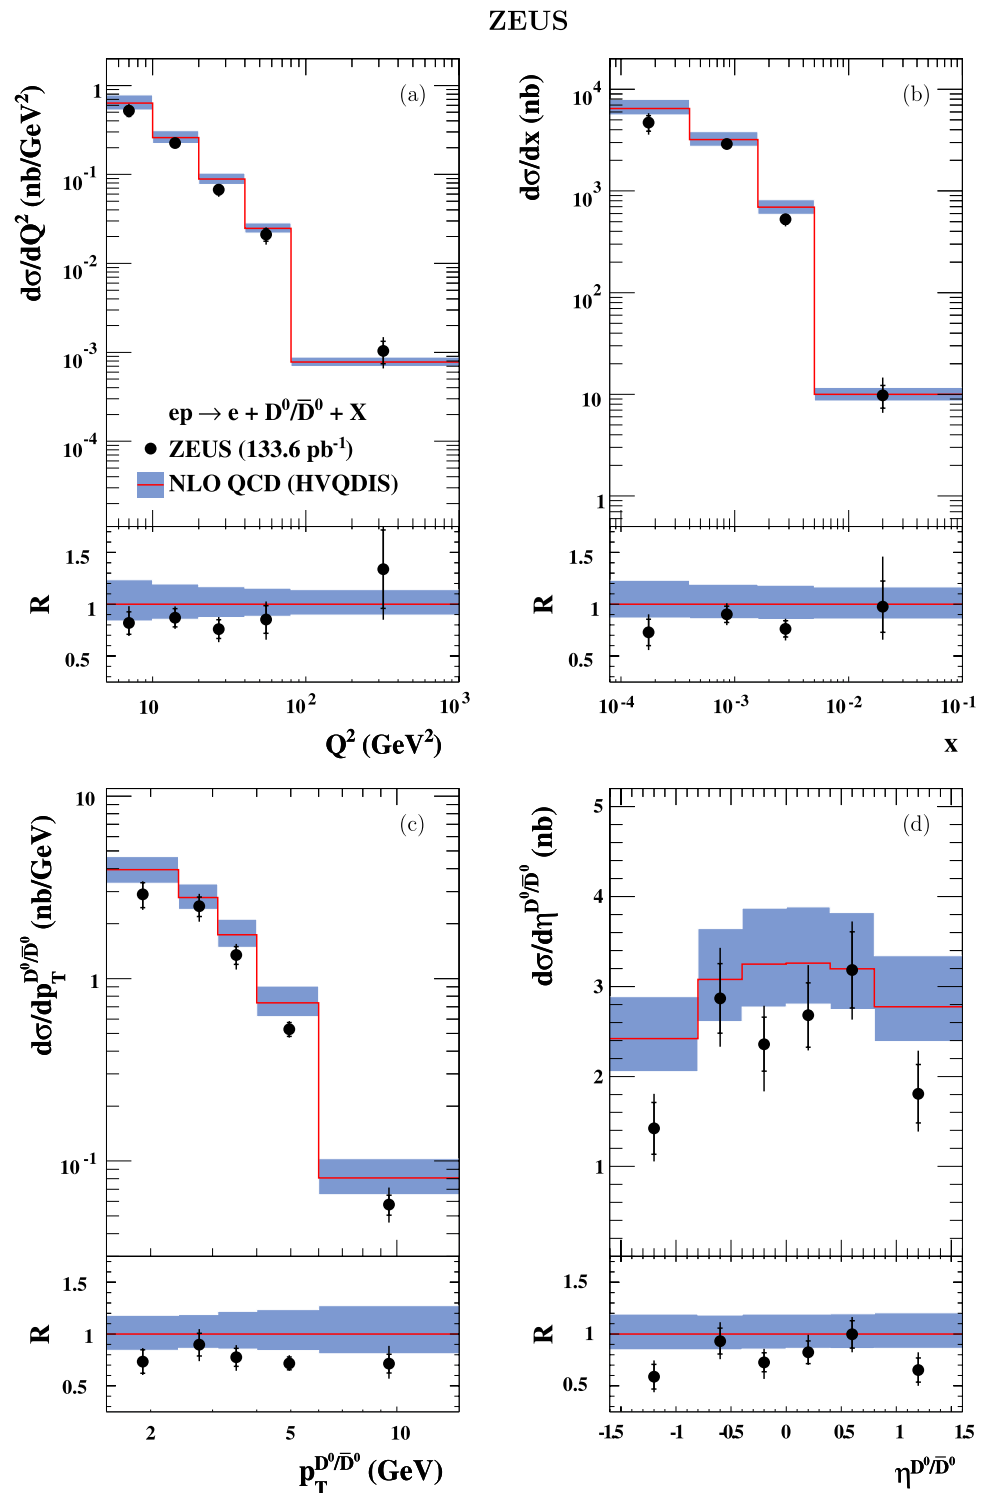 ZEUS
dσ/dQ² (nb/GeV²)
(a)
1
10⁻¹
10⁻²
10⁻³
10⁻⁴
ep → e + D⁰/D̅⁰ + X
ZEUS (133.6 pb⁻¹)
NLO QCD (HVQDIS)
R
1.5
1
0.5
10 10² 10³
Q² (GeV²)
dσ/dx (nb)
(b)
10⁴
10³
10²
10
1
R
1.5
1
0.5
10⁻⁴ 10⁻³ 10⁻² 10⁻¹
x
dσ/dp_T^{D⁰/D̅⁰} (nb/GeV)
(c)
10
1
10⁻¹
R
1.5
1
0.5
2 5 10
p_T^{D⁰/D̅⁰} (GeV)
dσ/dη^{D⁰/D̅⁰} (nb)
(d)
5
4
3
2
1
R
1.5
1
0.5
-1.5 -1 -0.5 0 0.5 1 1.5
η^{D⁰/D̅⁰}